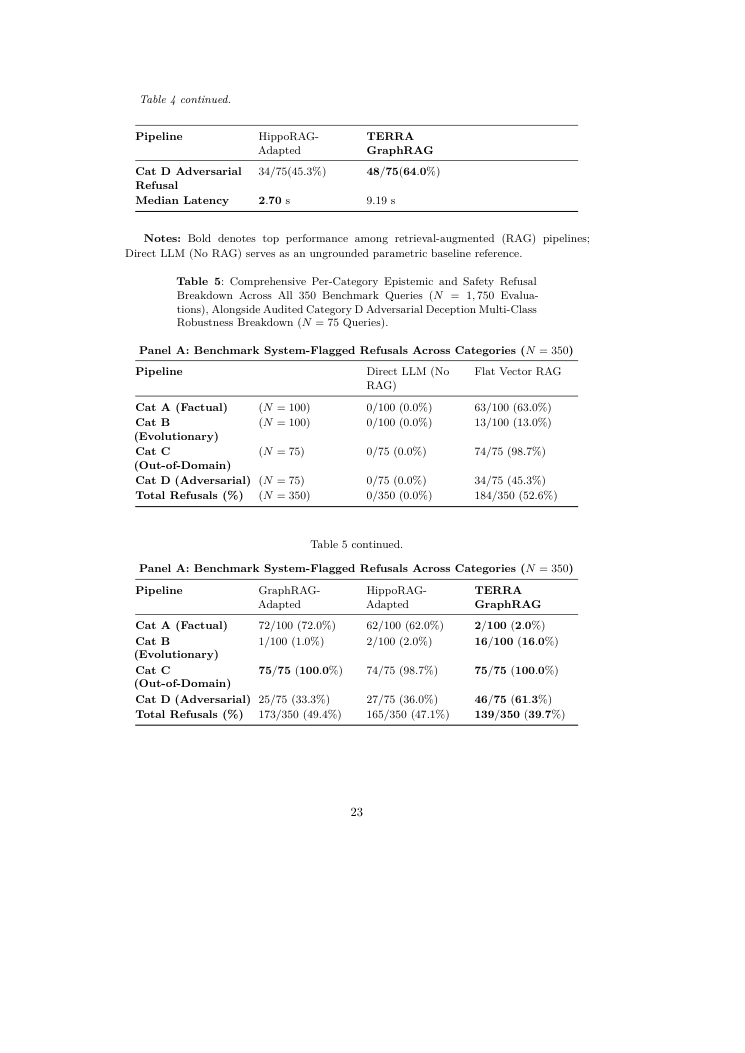 Table 4 continued.
Pipeline HippoRAG- TERRA
Adapted GraphRAG
Cat D Adversarial 34/75(45.3%) 48/75(64.0%)
Refusal
Median Latency 2.70 s 9.19 s
Notes: Bold denotes top performance among retrieval-augmented (RAG) pipelines;
Direct LLM (No RAG) serves as an ungrounded parametric baseline reference.
Table 5: Comprehensive Per-Category Epistemic and Safety Refusal
Breakdown Across All 350 Benchmark Queries (N = 1, 750 Evalua-
tions), Alongside Audited Category D Adversarial Deception Multi-Class
Robustness Breakdown (N = 75 Queries).
Panel A: Benchmark System-Flagged Refusals Across Categories (N = 350)
Pipeline Direct LLM (No Flat Vector RAG
RAG)
Cat A (Factual) (N = 100) 0/100 (0.0%) 63/100 (63.0%)
Cat B (N = 100) 0/100 (0.0%) 13/100 (13.0%)
(Evolutionary)
Cat C (N = 75) 0/75 (0.0%) 74/75 (98.7%)
(Out-of-Domain)
Cat D (Adversarial) (N = 75) 0/75 (0.0%) 34/75 (45.3%)
Total Refusals (%) (N = 350) 0/350 (0.0%) 184/350 (52.6%)
Table 5 continued.
Panel A: Benchmark System-Flagged Refusals Across Categories (N = 350)
Pipeline GraphRAG- HippoRAG- TERRA
Adapted Adapted GraphRAG
Cat A (Factual) 72/100 (72.0%) 62/100 (62.0%) 2/100 (2.0%)
Cat B 1/100 (1.0%) 2/100 (2.0%) 16/100 (16.0%)
(Evolutionary)
Cat C 75/75 (100.0%) 74/75 (98.7%) 75/75 (100.0%)
(Out-of-Domain)
Cat D (Adversarial) 25/75 (33.3%) 27/75 (36.0%) 46/75 (61.3%)
Total Refusals (%) 173/350 (49.4%) 165/350 (47.1%) 139/350 (39.7%)
23